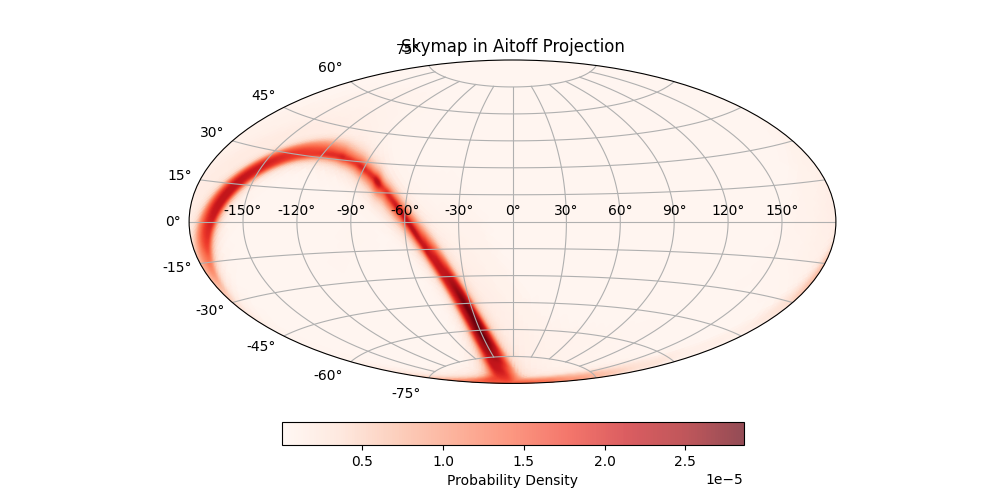 75°
Skymap in Aitoff Projection
60°
45°
30°
15°
-150° -120° -90° -60° -30° 0° 30° 60° 90° 120° 150°
0°
-15°
-30°
-45°
-60°
-75°
0.5 1.0 1.5 2.0 2.5
1e−5
Probability Density